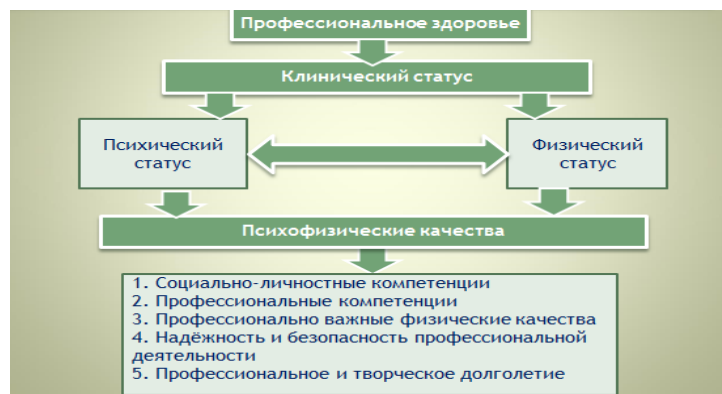 Профессиональное здоровье
Клинический статус
Психический
статус
Физический
статус
Психофизические качества
1. Социально-личностные компетенции
2. Профессиональные компетенции
3. Профессионально важные физические качества
4. Надёжность и безопасность профессиональной
деятельности
5. Профессиональное и творческое долголетие